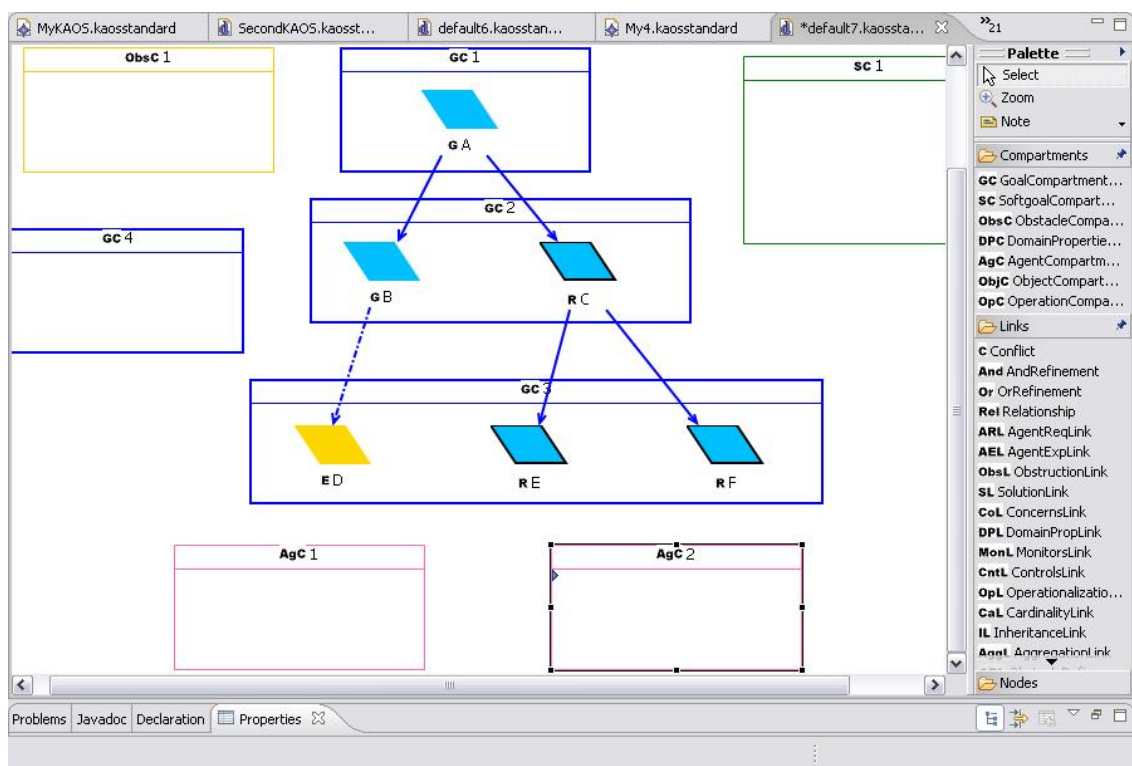 MyKAOS.kaosstandard
SecondKAOS.kaosst...
default6.kaosstan...
My4.kaosstandard
*default7.kaossta...
»21
ObsC 1
GC 1
SC 1
G A
GC 2
GC 4
G B
R C
GC 3
E D
R E
R F
AgC 1
AgC 2
Palette
Select
Zoom
Note
Compartments
GC GoalCompartment...
SC SoftgoalCompart...
ObsC ObstacleCompa...
DPC DomainPropertie...
AgC AgentCompartm...
ObjC ObjectCompart...
OpC OperationCompa...
Links
C Conflict
And AndRefinement
Or OrRefinement
Rel Relationship
ARL AgentReqLink
AEL AgentExpLink
ObsL ObstructionLink
SL SolutionLink
CoL ConcernsLink
DPL DomainPropLink
MonL MonitorsLink
CntL ControlsLink
OpL Operationalizatio...
CaL CardinalityLink
IL InheritanceLink
AggL AggregationLink
Nodes
Problems Javadoc Declaration Properties